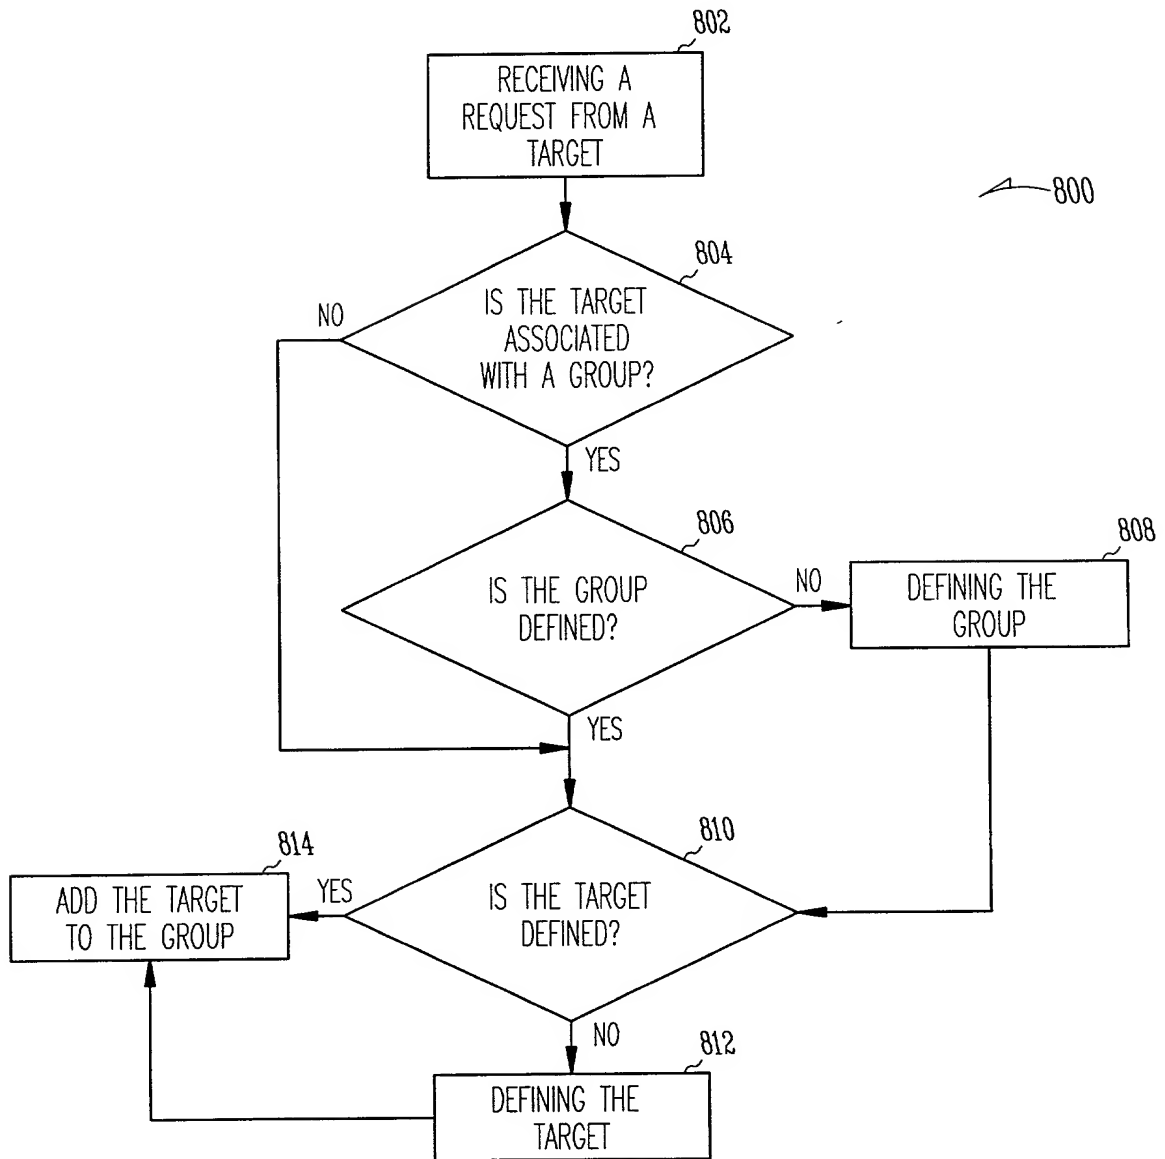 802
RECEIVING A
REQUEST FROM A
TARGET
800
804
NO
IS THE TARGET
ASSOCIATED
WITH A GROUP?
YES
806
808
NO
IS THE GROUP
DEFINED?
DEFINING THE
GROUP
YES
810
814
YES
IS THE TARGET
DEFINED?
ADD THE TARGET
TO THE GROUP
NO
812
DEFINING THE
TARGET